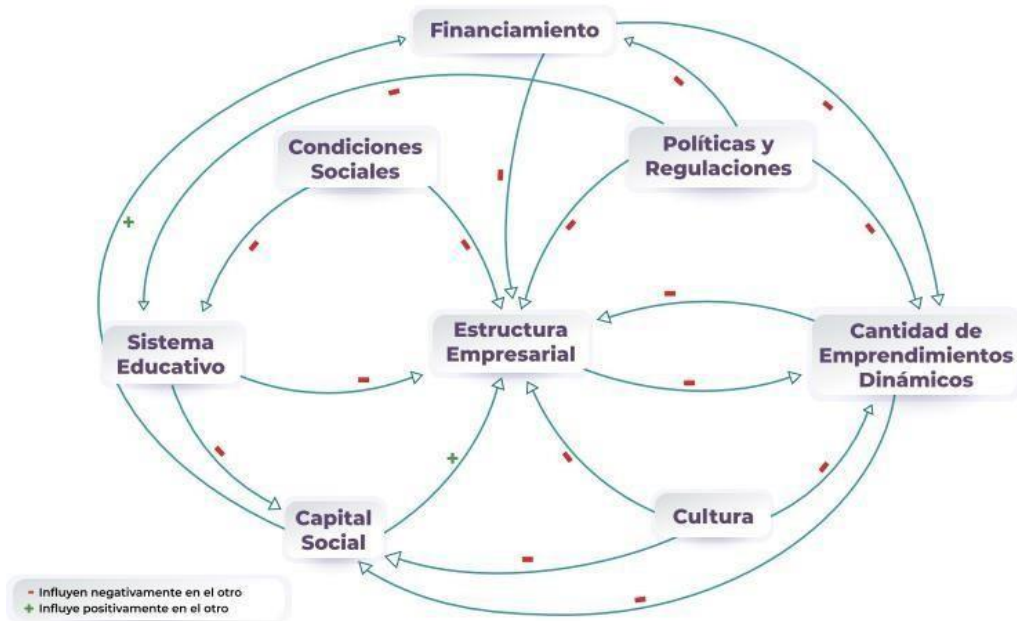 Financiamiento
Condiciones
Sociales
Políticas y
Regulaciones
Sistema
Educativo
Estructura
Empresarial
Cantidad de
Emprendimientos
Dinámicos
Capital
Social
Cultura
- Influyen negativamente en el otro
+ Influye positivamente en el otro